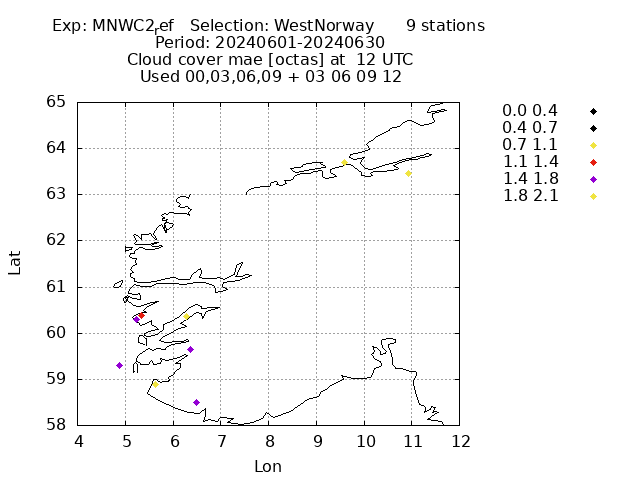 Exp: MNWC2ref   Selection: WestNorway      9 stations
Period: 20240601-20240630
Cloud cover mae [octas] at  12 UTC
Used 00,03,06,09 + 03 06 09 12
65
64
63
62
61
60
59
58
4 5 6 7 8 9 10 11 12
Lat
Lon
0.0 0.4
0.4 0.7
0.7 1.1
1.1 1.4
1.4 1.8
1.8 2.1